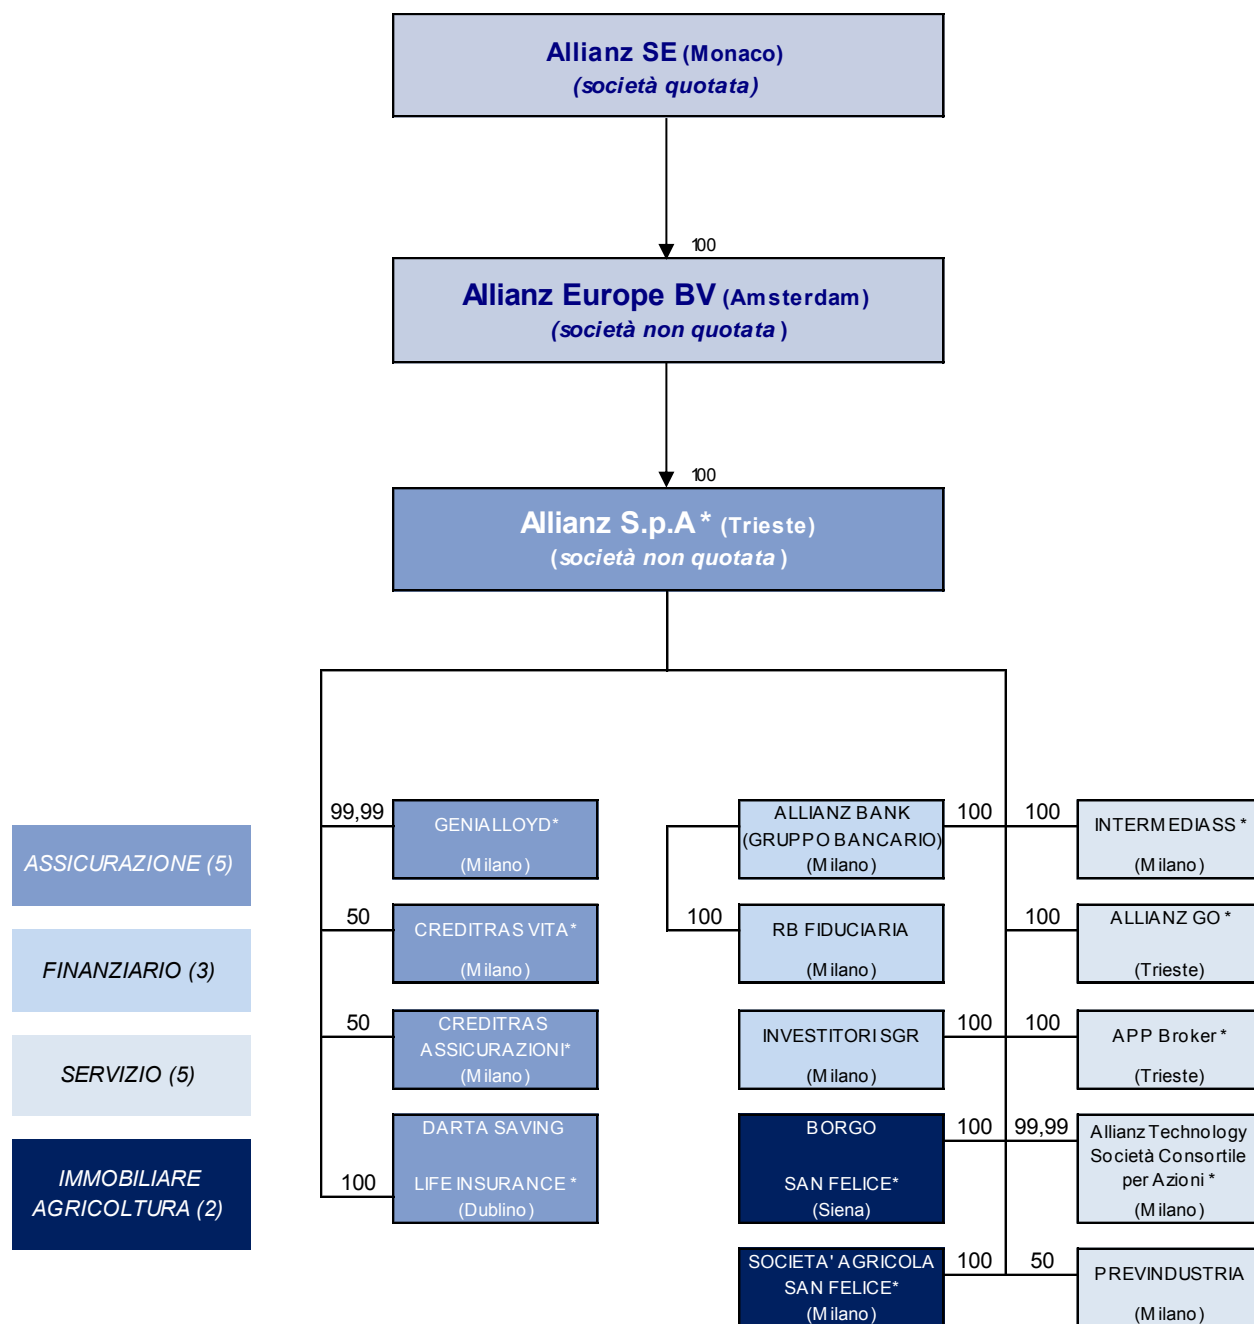 Allianz SE (Monaco)
(società quotata)
100
Allianz Europe BV (Amsterdam)
(società non quotata )
100
Allianz S.p.A * (Trieste)
(società non quotata )
ASSICURAZIONE (5)
FINANZIARIO (3)
SERVIZIO (5)
IMMOBILIARE
AGRICOLTURA (2)
99,99
GENIALLOYD*
(Milano)
50
CREDITRAS VITA*
(Milano)
50
CREDITRAS
ASSICURAZIONI*
(Milano)
100
DARTA SAVING
LIFE INSURANCE *
(Dublino)
ALLIANZ BANK
(GRUPPO BANCARIO)
(Milano)
100
100
RB FIDUCIARIA
(Milano)
INVESTITORI SGR
(Milano)
100
BORGO
SAN FELICE*
(Siena)
100
SOCIETA' AGRICOLA
SAN FELICE*
(Milano)
100
100
INTERMEDIASS *
(Milano)
100
ALLIANZ GO *
(Trieste)
100
APP Broker *
(Trieste)
99,99
Allianz Technology
Società Consortile
per Azioni *
(Milano)
50
PREVINDUSTRIA
(Milano)